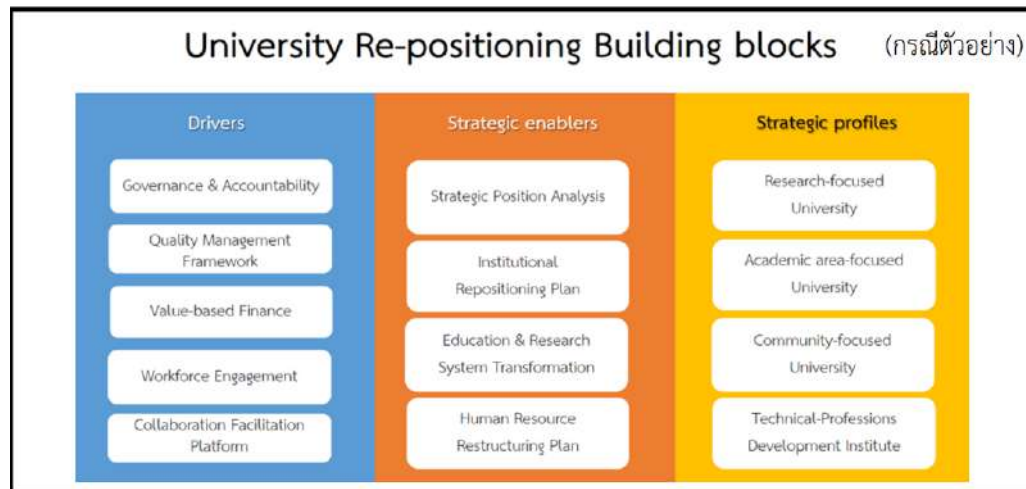 University Re-positioning Building blocks (กรณีตัวอย่าง)
Drivers
Governance & Accountability
Quality Management
Framework
Value-based Finance
Workforce Engagement
Collaboration Facilitation
Platform
Strategic enablers
Strategic Position Analysis
Institutional
Repositioning Plan
Education & Research
System Transformation
Human Resource
Restructuring Plan
Strategic profiles
Research-focused
University
Academic area-focused
University
Community-focused
University
Technical-Professions
Development Institute